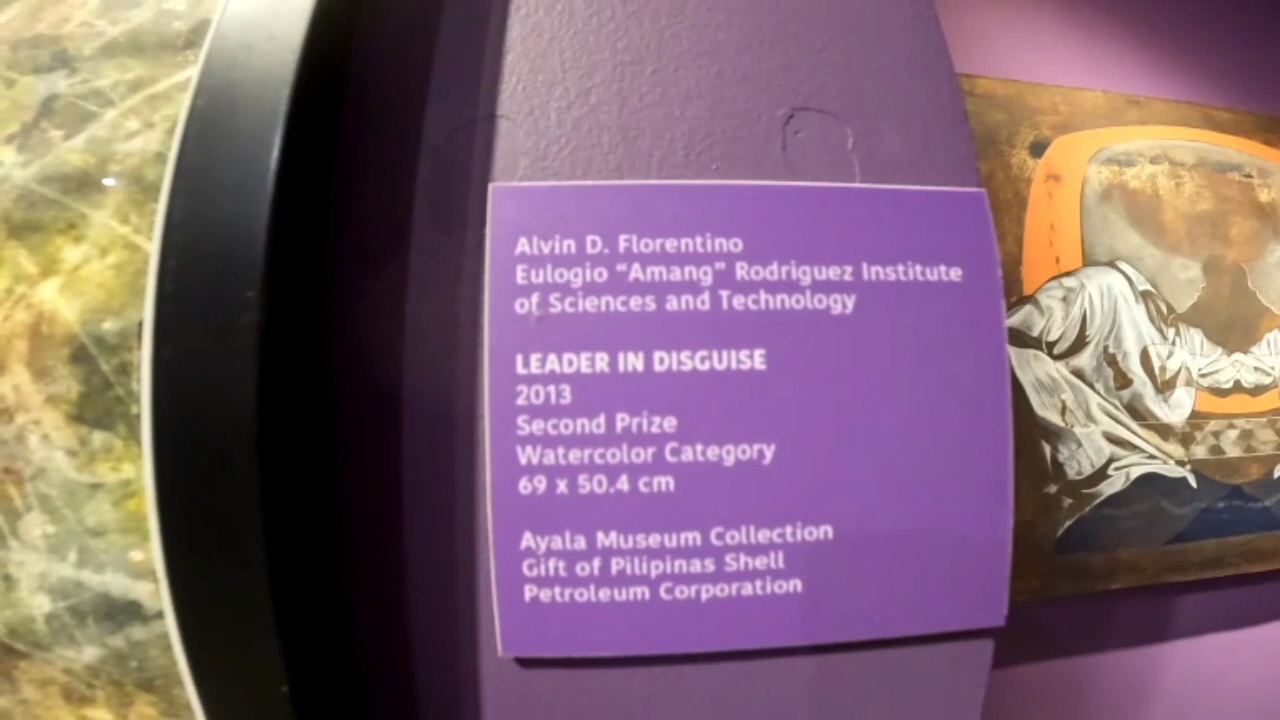 Alvin D. Florentino
Eulogio “Amang” Rodriguez Institute
of Sciences and Technology
LEADER IN DISGUISE
2013
Second Prize
Watercolor Category
69 x 50.4 cm
Ayala Museum Collection
Gift of Pilipinas Shell
Petroleum Corporation